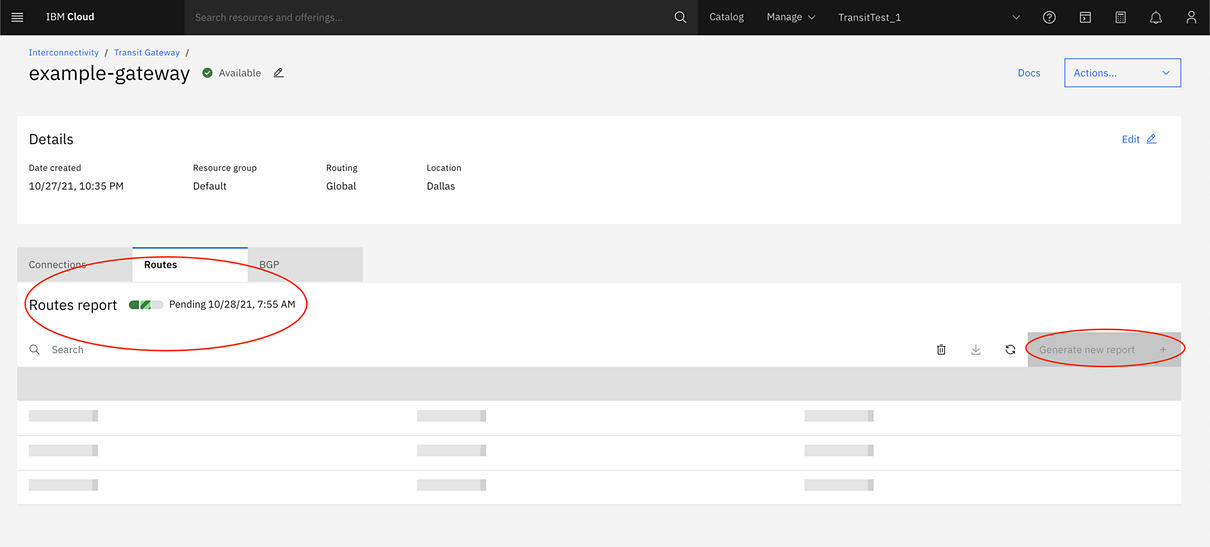 IBM Cloud
Search resources and offerings...
Catalog
Manage
TransitTest_1
Interconnectivity / Transit Gateway /
example-gateway
Available
Docs
Actions...
Details
Edit
Date created
Resource group
Routing
Location
10/27/21, 10:35 PM
Default
Global
Dallas
Connections
Routes
BGP
Routes report
Pending 10/28/21, 7:55 AM
Search
Generate new report +